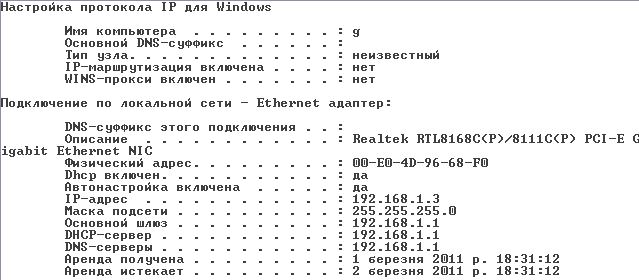 Настройка протокола IP для Windows
Имя компьютера . . . . . . . . . : g
Основной DNS-суффикс . . . . . . :
Тип узла. . . . . . . . . . . . . : неизвестный
IP-маршрутизация включена . . . . : нет
WINS-прокси включен . . . . . . . : нет
Подключение по локальной сети - Ethernet адаптер:
DNS-суффикс этого подключения . . :
Описание . . . . . . . . . . . . : Realtek RTL8168C(P)/8111C(P) PCI-E G
igabit Ethernet NIC
Физический адрес. . . . . . . . . : 00-E0-4D-96-68-F0
Dhcp включен. . . . . . . . . . . : да
Автонастройка включена . . . . . : да
IP-адрес . . . . . . . . . . . . : 192.168.1.3
Маска подсети . . . . . . . . . . : 255.255.255.0
Основной шлюз . . . . . . . . . . : 192.168.1.1
DHCP-сервер . . . . . . . . . . . : 192.168.1.1
DNS-серверы . . . . . . . . . . . : 192.168.1.1
Аренда получена . . . . . . . . . : 1 березня 2011 р. 18:31:12
Аренда истекает . . . . . . . . . : 2 березня 2011 р. 18:31:12